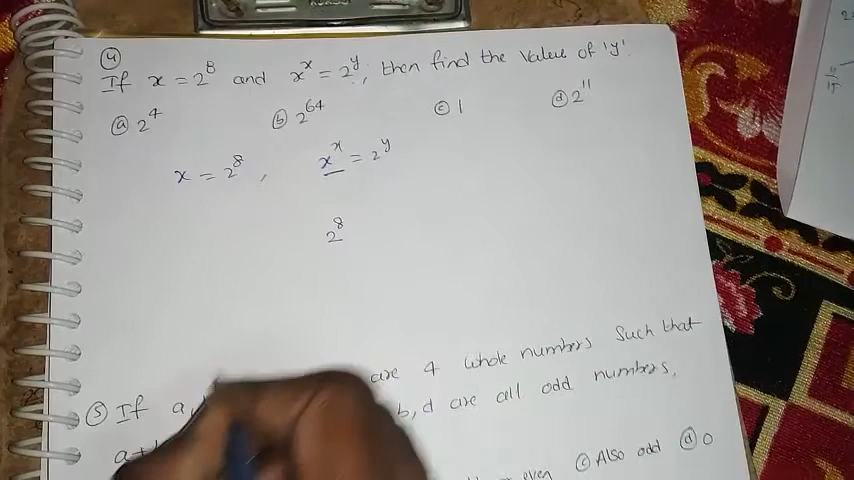 4
If x = 2^8 and x^x = 2^y, then find the value of 'y'.
(a) 2^4 (b) 2^64 (c) 1 (d) 2^11
x = 2^8 , x^x = 2^y
2^8
(5) If a, are 4 whole numbers such that
b, d are all odd numbers.
even (c) Also odd (d) 0